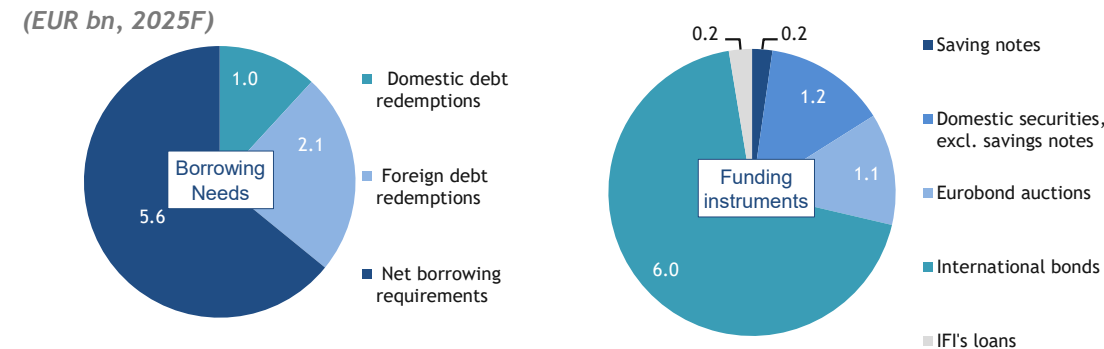 (EUR bn, 2025F)
1.0
2.1
5.6
Borrowing
Needs
Domestic debt
redemptions
Foreign debt
redemptions
Net borrowing
requirements
0.2
0.2
1.2
1.1
6.0
Funding
instruments
Saving notes
Domestic securities,
excl. savings notes
Eurobond auctions
International bonds
IFI's loans